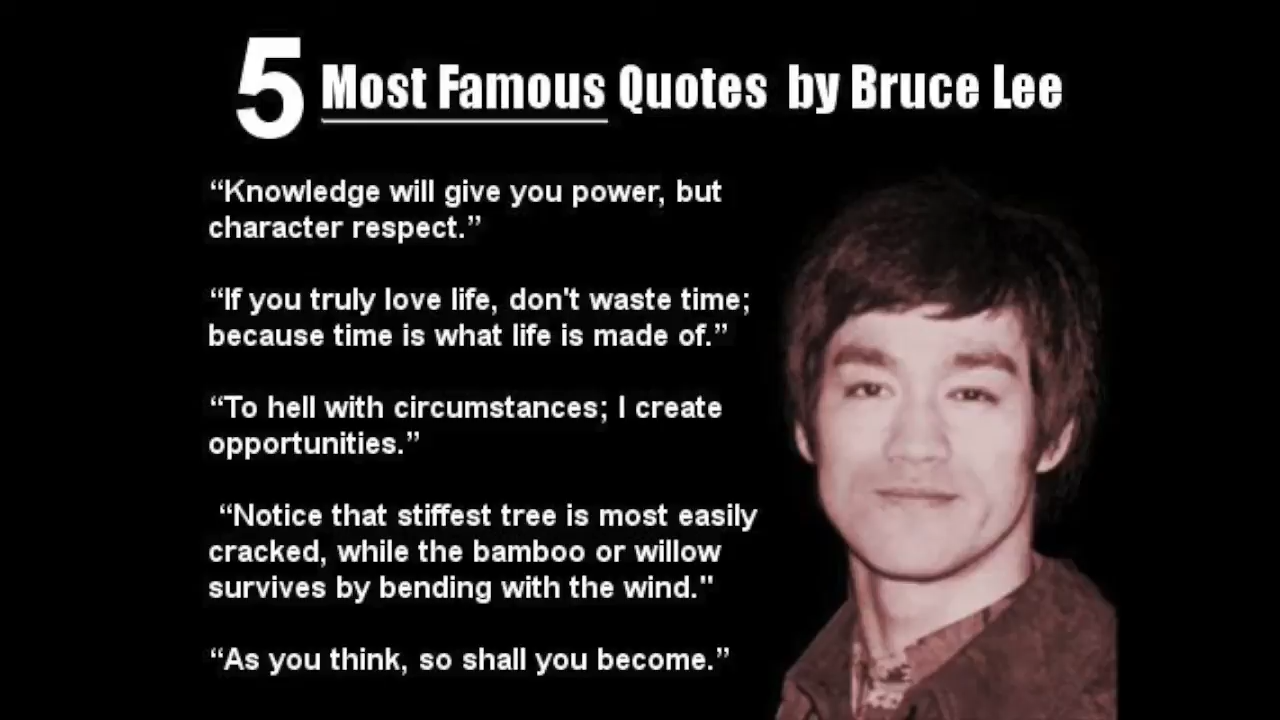 5 Most Famous Quotes by Bruce Lee
“Knowledge will give you power, but
character respect.”
“If you truly love life, don't waste time;
because time is what life is made of.”
“To hell with circumstances; I create
opportunities.”
“Notice that stiffest tree is most easily
cracked, while the bamboo or willow
survives by bending with the wind."
“As you think, so shall you become.”